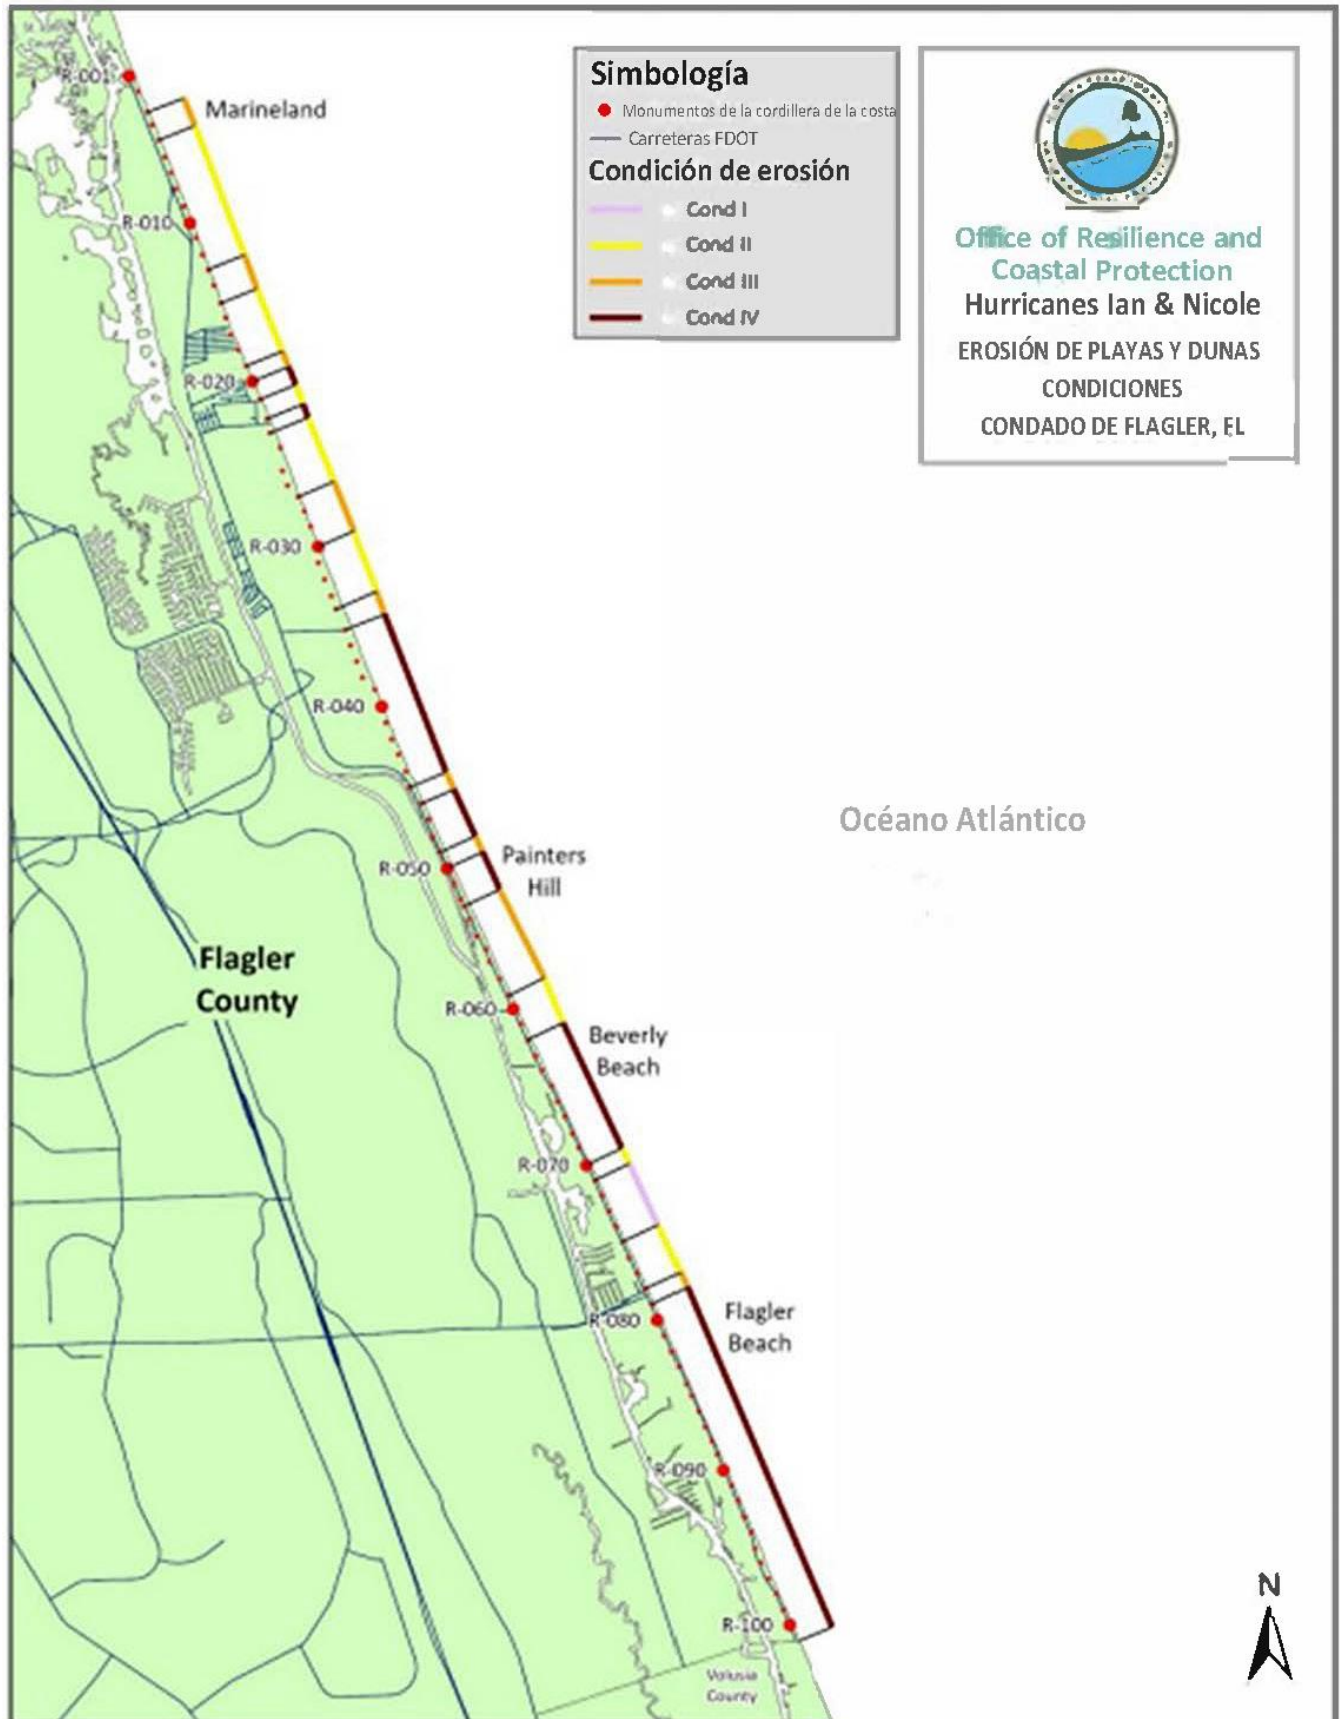 Simbología
Monumentos de la cordillera de la costa
Carreteras FDOT
Condición de erosión
Cond I
Cond II
Cond III
Cond IV
Office of Resilience and
Coastal Protection
Hurricanes Ian & Nicole
EROSIÓN DE PLAYAS Y DUNAS
CONDICIONES
CONDADO DE FLAGLER, EL
R-001
Marineland
R-010
R-020
R-030
R-040
Océano Atlántico
Painters
Hill
R-050
Flagler
County
R-060
Beverly
Beach
R-070
Flagler
Beach
R-080
R-090
R-100
Volusia
County
N